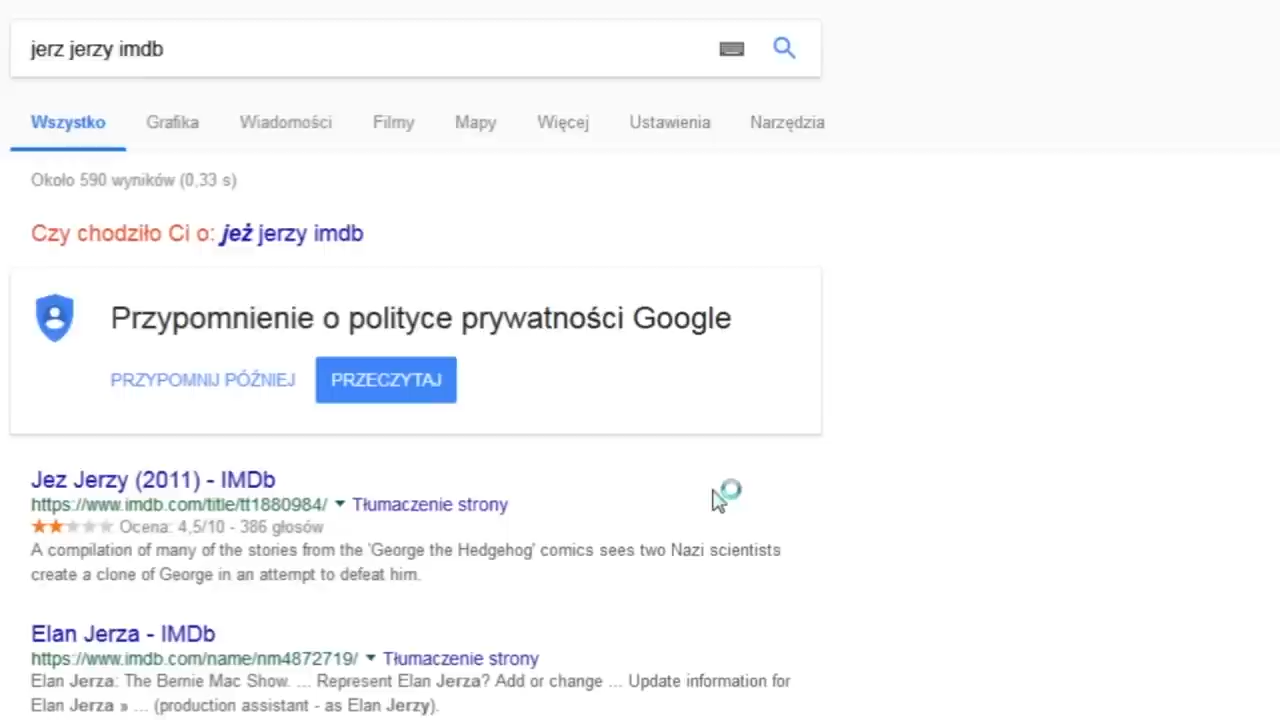 jerz jerzy imdb
Wszystko Grafika Wiadomości Filmy Mapy Więcej Ustawienia Narzędzia
Około 590 wyników (0,33 s)
Czy chodziło Ci o: jeż jerzy imdb
Przypomnienie o polityce prywatności Google
PRZYPOMNIJ PÓŹNIEJ PRZECZYTAJ
Jez Jerzy (2011) - IMDb
https://www.imdb.com/title/tt1880984/ Tłumaczenie strony
Ocena: 4,5/10 - 386 głosów
A compilation of many of the stories from the 'George the Hedgehog' comics sees two Nazi scientists
create a clone of George in an attempt to defeat him.
Elan Jerza - IMDb
https://www.imdb.com/name/nm4872719/ Tłumaczenie strony
Elan Jerza: The Bernie Mac Show. ... Represent Elan Jerza? Add or change ... Update information for
Elan Jerza » ... (production assistant - as Elan Jerzy).